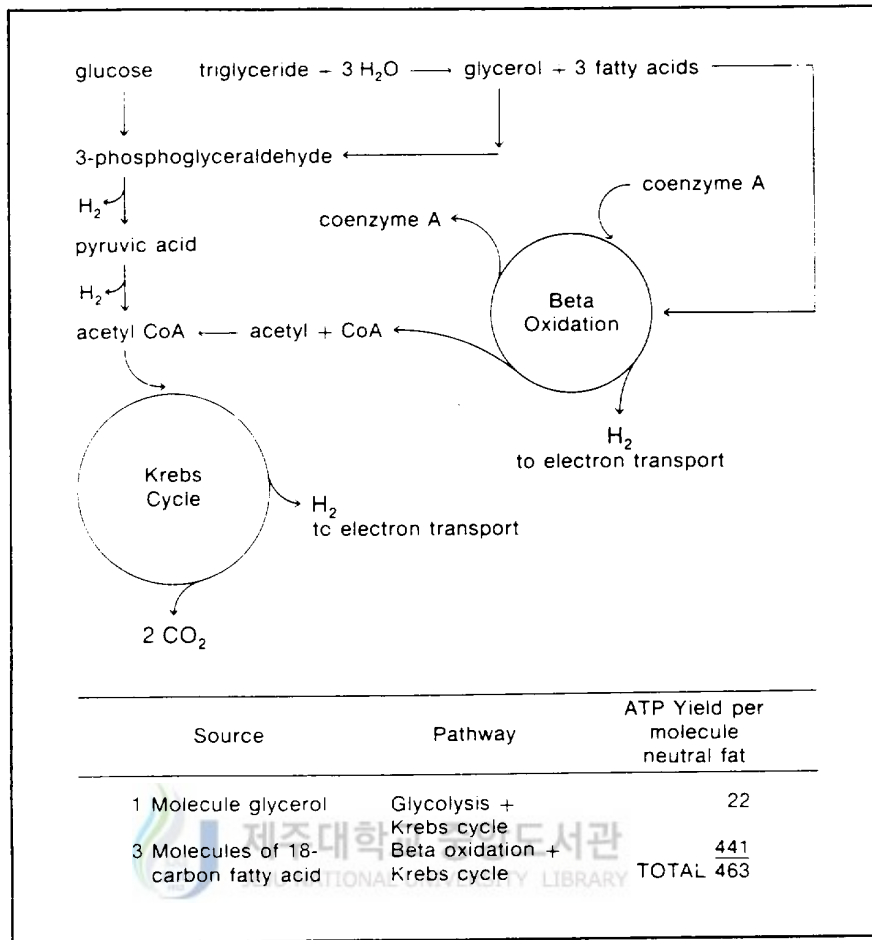 glucose triglyceride - 3 H₂O → glycerol + 3 fatty acids
3-phosphoglyceraldehyde
coenzyme A
H₂
coenzyme A
pyruvic acid
H₂
Beta
Oxidation
acetyl CoA ← acetyl + CoA
H₂
to electron transport
Krebs
Cycle
H₂
tc electron transport
2 CO₂
Source Pathway ATP Yield per
molecule
neutral fat
1 Molecule glycerol Glycolysis + 22
Krebs cycle
3 Molecules of 18- Beta oxidation + 441
carbon fatty acid Krebs cycle TOTAL 463
제주대학교 중앙도서관
JEJU NATIONAL UNIVERSITY LIBRARY